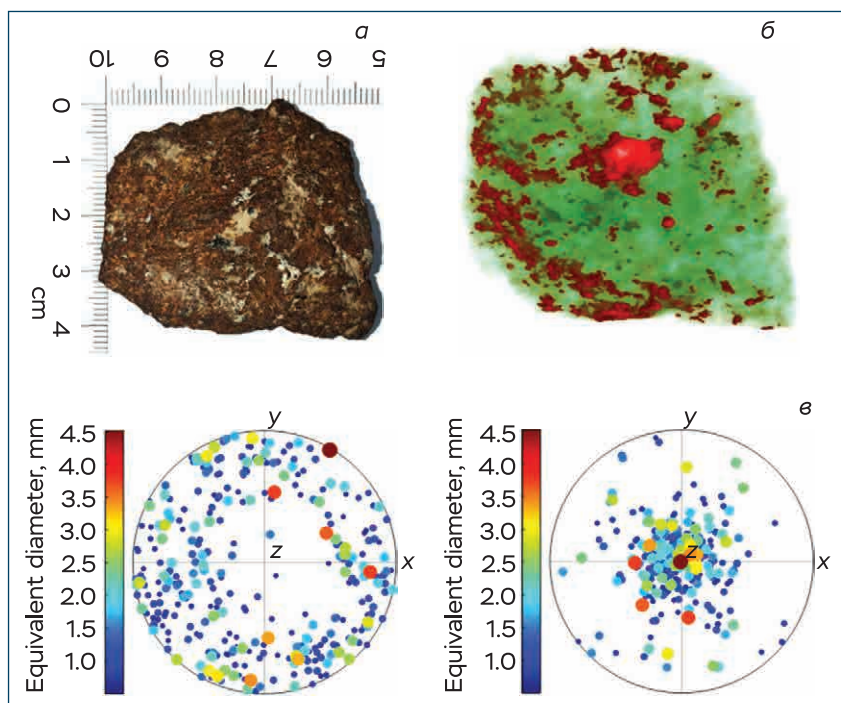 а
б
10 9 8 7 6 5
0
1
2
3
4
cm
в
Equivalent diameter, mm
4.5
4.0
3.5
3.0
2.5
2.0
1.5
1.0
y
z
x
Equivalent diameter, mm
4.5
4.0
3.5
3.0
2.5
2.0
1.5
1.0
y
z
x